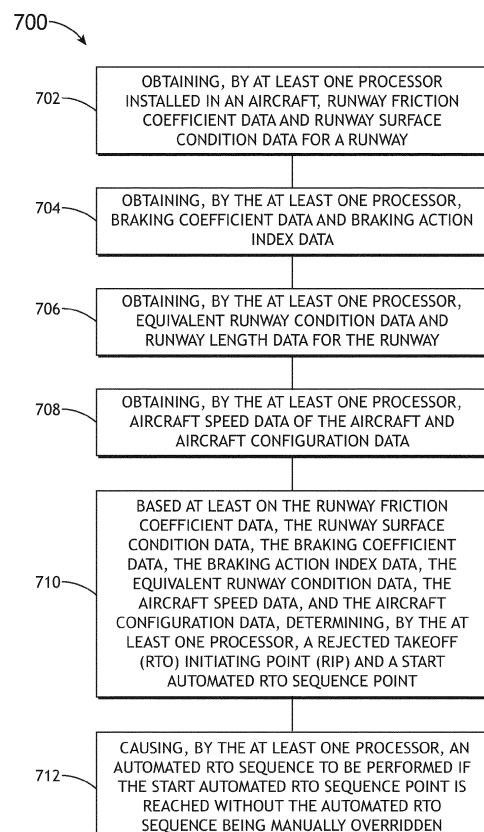 700
702
OBTAINING, BY AT LEAST ONE PROCESSOR
INSTALLED IN AN AIRCRAFT, RUNWAY FRICTION
COEFFICIENT DATA AND RUNWAY SURFACE
CONDITION DATA FOR A RUNWAY
704
OBTAINING, BY THE AT LEAST ONE PROCESSOR,
BRAKING COEFFICIENT DATA AND BRAKING ACTION
INDEX DATA
706
OBTAINING, BY THE AT LEAST ONE PROCESSOR,
EQUIVALENT RUNWAY CONDITION DATA AND
RUNWAY LENGTH DATA FOR THE RUNWAY
708
OBTAINING, BY THE AT LEAST ONE PROCESSOR,
AIRCRAFT SPEED DATA OF THE AIRCRAFT AND
AIRCRAFT CONFIGURATION DATA
710
BASED AT LEAST ON THE RUNWAY FRICTION
COEFFICIENT DATA, THE RUNWAY SURFACE
CONDITION DATA, THE BRAKING COEFFICIENT
DATA, THE BRAKING ACTION INDEX DATA, THE
EQUIVALENT RUNWAY CONDITION DATA, THE
AIRCRAFT SPEED DATA, AND THE AIRCRAFT
CONFIGURATION DATA, DETERMINING, BY THE AT
LEAST ONE PROCESSOR, A REJECTED TAKEOFF
(RTO) INITIATING POINT (RIP) AND A START
AUTOMATED RTO SEQUENCE POINT
712
CAUSING, BY THE AT LEAST ONE PROCESSOR, AN
AUTOMATED RTO SEQUENCE TO BE PERFORMED IF
THE START AUTOMATED RTO SEQUENCE POINT IS
REACHED WITHOUT THE AUTOMATED RTO
SEQUENCE BEING MANUALLY OVERRIDDEN